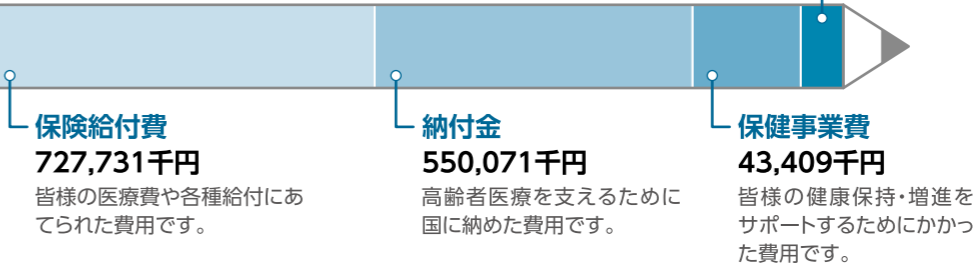 保険給付費
727,731千円
皆様の医療費や各種給付にあ
てられた費用です。
納付金
550,071千円
高齢者医療を支えるために
国に納めた費用です。
保健事業費
43,409千円
皆様の健康保持・増進を
サポートするためにかかっ
た費用です。